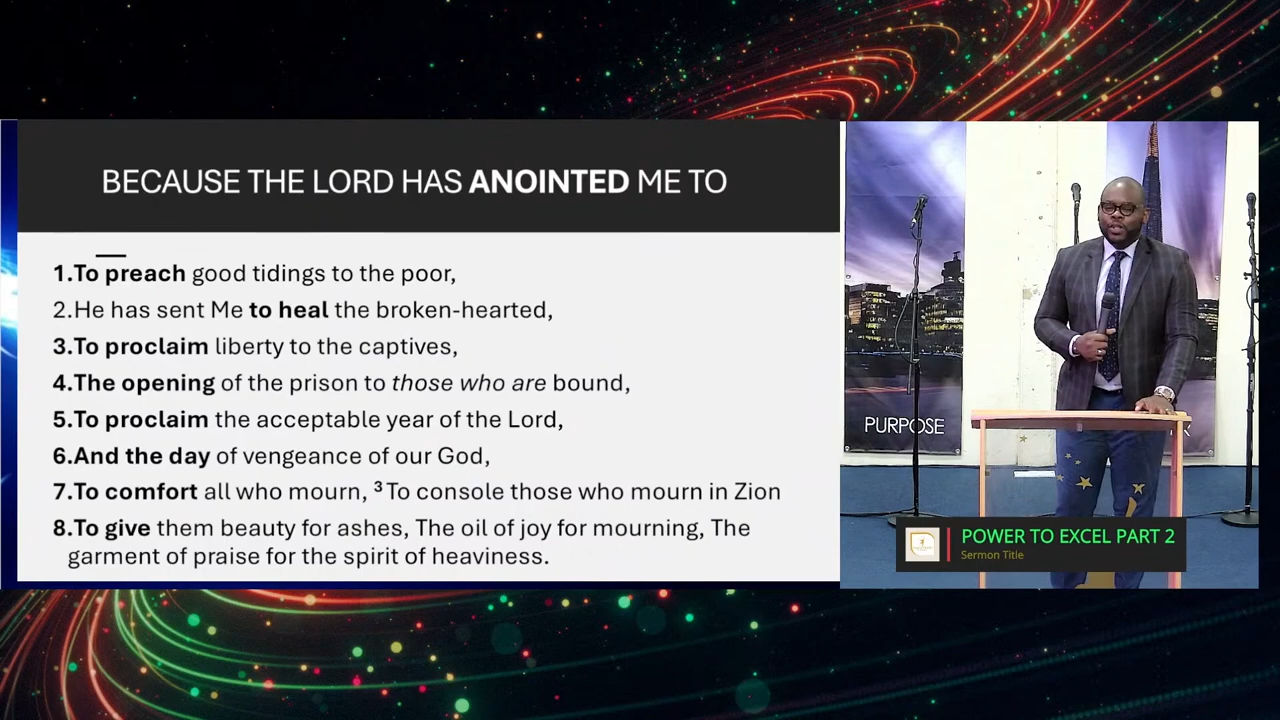 BECAUSE THE LORD HAS ANOINTED ME TO
1.To preach good tidings to the poor,
2.He has sent Me to heal the broken-hearted,
3.To proclaim liberty to the captives,
4.The opening of the prison to those who are bound,
5.To proclaim the acceptable year of the Lord,
6.And the day of vengeance of our God,
7.To comfort all who mourn, ³ To console those who mourn in Zion
8.To give them beauty for ashes, The oil of joy for mourning, The
garment of praise for the spirit of heaviness.
PURPOSE
POWER TO EXCEL PART 2
Sermon Title